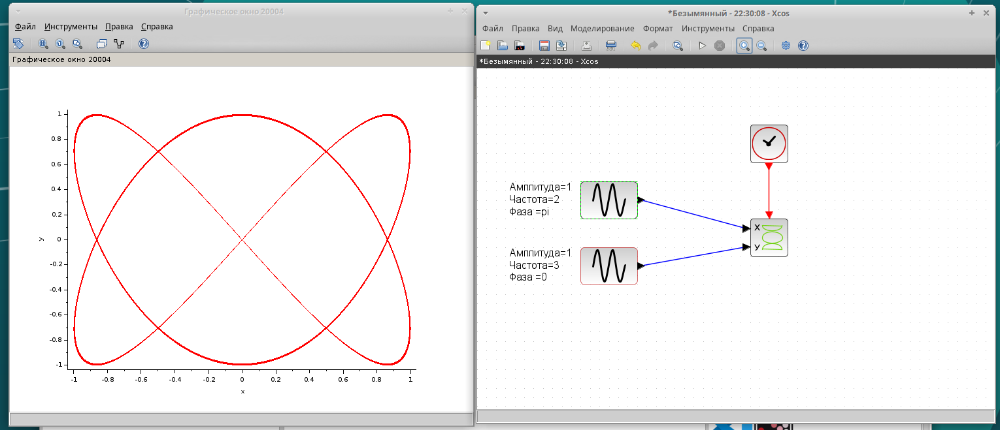 Графическое окно 20004
Файл Инструменты Правка Справка
Графическое окно 20004
1
0.8
0.6
0.4
0.2
0
-0.2
-0.4
-0.6
-0.8
-1
y
-1 -0.8 -0.6 -0.4 -0.2 0 0.2 0.4 0.6 0.8 1
x
*Безымянный - 22:30:08 - Xcos
Файл Правка Вид Моделирование Формат Инструменты Справка
*Безымянный - 22:30:08 - Xcos
Амплитуда=1
Частота=2
Фаза =pi
Амплитуда=1
Частота=3
Фаза =0
X
У